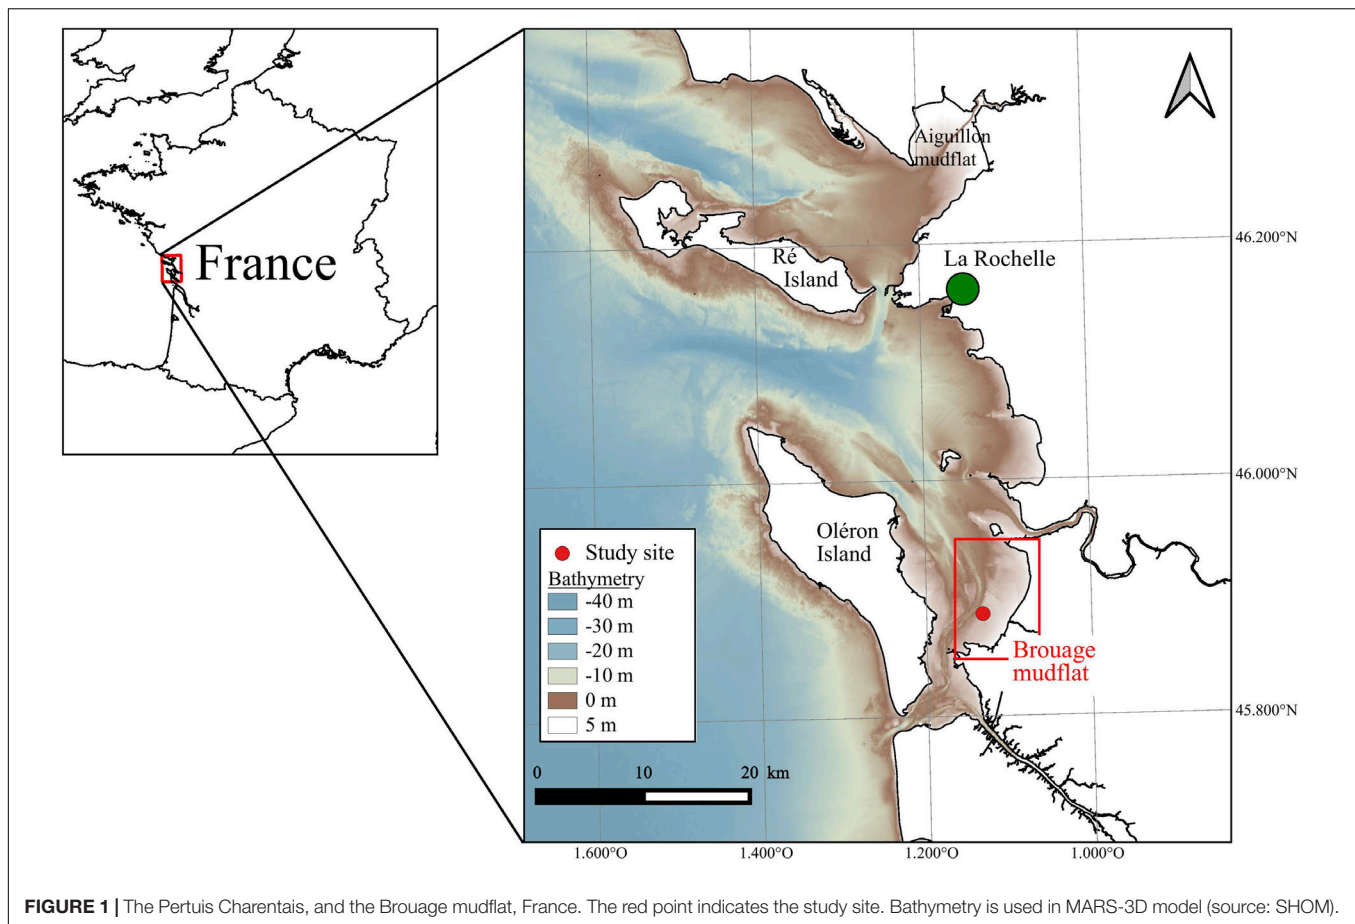 France
Aiguillon
mudflat
46.200°N
La Rochelle
Ré
Island
46.000°N
Oléron
Island
Study site
Bathymetry
-40 m
-30 m
-20 m
-10 m
0 m
5 m
Brouage
mudflat
45.800°N
0 10 20 km
1.600°O 1.400°O 1.200°O 1.000°O
FIGURE 1 | The Pertuis Charentais, and the Brouage mudflat, France. The red point indicates the study site. Bathymetry is used in MARS-3D model (source: SHOM).